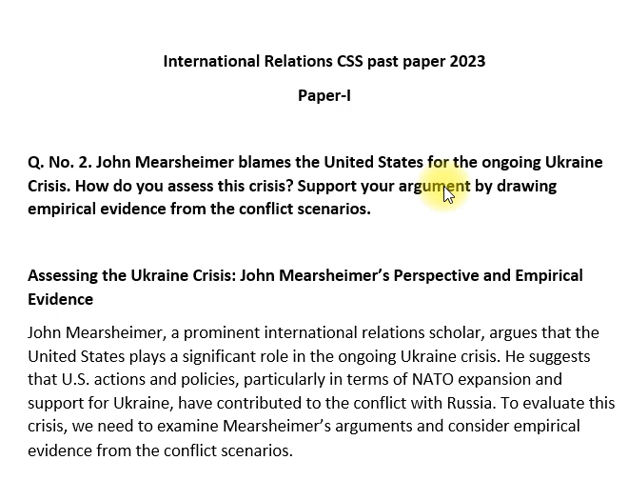 International Relations CSS past paper 2023
Paper-I
Q. No. 2. John Mearsheimer blames the United States for the ongoing Ukraine
Crisis. How do you assess this crisis? Support your argument by drawing
empirical evidence from the conflict scenarios.
Assessing the Ukraine Crisis: John Mearsheimer’s Perspective and Empirical
Evidence
John Mearsheimer, a prominent international relations scholar, argues that the
United States plays a significant role in the ongoing Ukraine crisis. He suggests
that U.S. actions and policies, particularly in terms of NATO expansion and
support for Ukraine, have contributed to the conflict with Russia. To evaluate this
crisis, we need to examine Mearsheimer’s arguments and consider empirical
evidence from the conflict scenarios.